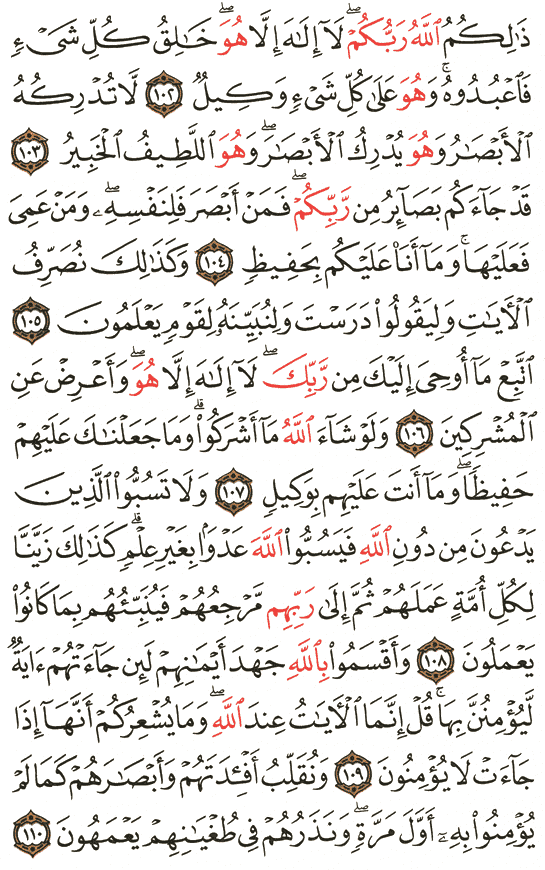 ذَٰلِكُمُ ٱللَّهُ رَبُّكُمْۖ لَآ إِلَٰهَ إِلَّا هُوَۖ خَٰلِقُ كُلِّ شَىْءٍ
فَٱعْبُدُوهُۚ وَهُوَ عَلَىٰ كُلِّ شَىْءٍ وَكِيلٌ ١٠٢ لَّا تُدْرِكُهُ
ٱلْأَبْصَٰرُ وَهُوَ يُدْرِكُ ٱلْأَبْصَٰرَۖ وَهُوَ ٱللَّطِيفُ ٱلْخَبِيرُ ١٠٣
قَدْ جَآءَكُم بَصَآئِرُ مِن رَّبِّكُمْۖ فَمَنْ أَبْصَرَ فَلِنَفْسِهِۦۖ وَمَنْ عَمِىَ
فَعَلَيْهَاۚ وَمَآ أَنَا۠ عَلَيْكُم بِحَفِيظٍ ١٠٤ وَكَذَٰلِكَ نُصَرِّفُ
ٱلْأَيَٰتِ وَلِيَقُولُوا۟ دَرَسْتَ وَلِنُبَيِّنَهُۥ لِقَوْمٍ يَعْلَمُونَ ١٠٥
ٱتَّبِعْ مَآ أُوحِىَ إِلَيْكَ مِن رَّبِّكَۖ لَآ إِلَٰهَ إِلَّا هُوَۖ وَأَعْرِضْ عَنِ
ٱلْمُشْرِكِينَ ١٠٦ وَلَوْ شَآءَ ٱللَّهُ مَآ أَشْرَكُوا۟ۗ وَمَا جَعَلْنَٰكَ عَلَيْهِمْ
حَفِيظًاۖ وَمَآ أَنتَ عَلَيْهِم بِوَكِيلٍ ١٠٧ وَلَا تَسُبُّوا۟ ٱلَّذِينَ
يَدْعُونَ مِن دُونِ ٱللَّهِ فَيَسُبُّوا۟ ٱللَّهَ عَدْوًۢا بِغَيْرِ عِلْمٍۗ كَذَٰلِكَ زَيَّنَّا
لِكُلِّ أُمَّةٍ عَمَلَهُمْ ثُمَّ إِلَىٰ رَبِّهِم مَّرْجِعُهُمْ فَيُنَبِّئُهُم بِمَا كَانُوا۟
يَعْمَلُونَ ١٠٨ وَأَقْسَمُوا۟ بِٱللَّهِ جَهْدَ أَيْمَٰنِهِمْ لَئِن جَآءَتْهُمْ ءَايَةٌ
لَّيُؤْمِنُنَّ بِهَاۚ قُلْ إِنَّمَا ٱلْأَيَٰتُ عِندَ ٱللَّهِۖ وَمَا يُشْعِرُكُمْ أَنَّهَآ إِذَا
جَآءَتْ لَا يُؤْمِنُونَ ١٠٩ وَنُقَلِّبُ أَفْـِٔدَتَهُمْ وَأَبْصَٰرَهُمْ كَمَا لَمْ
يُؤْمِنُوا۟ بِهِۦٓ أَوَّلَ مَرَّةٍۖ وَنَذَرُهُمْ فِى طُغْيَٰنِهِمْ يَعْمَهُونَ ١١٠